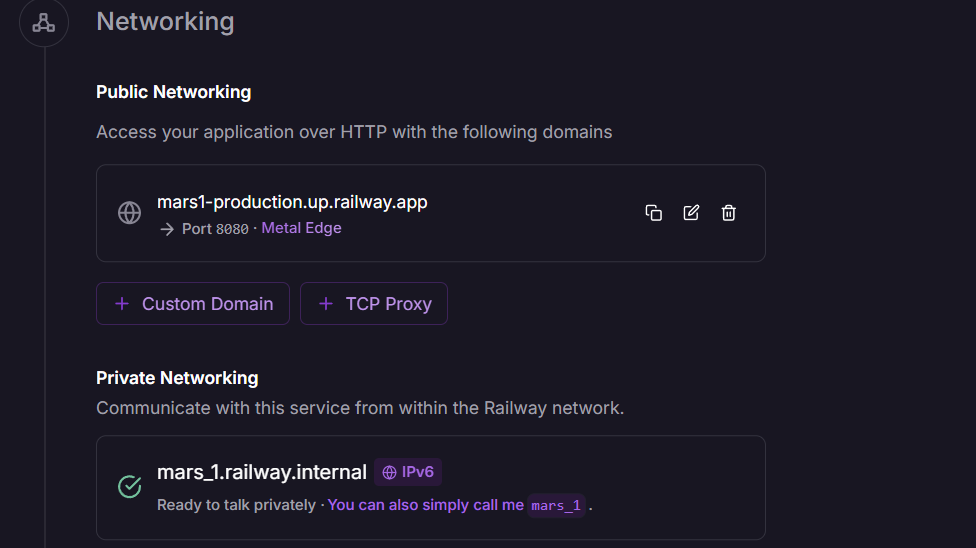 Networking
Public Networking
Access your application over HTTP with the following domains
mars1-production.up.railway.app
→ Port 8080 · Metal Edge
+ Custom Domain
+ TCP Proxy
Private Networking
Communicate with this service from within the Railway network.
mars_1.railway.internal IPv6
Ready to talk privately · You can also simply call me mars_1 .